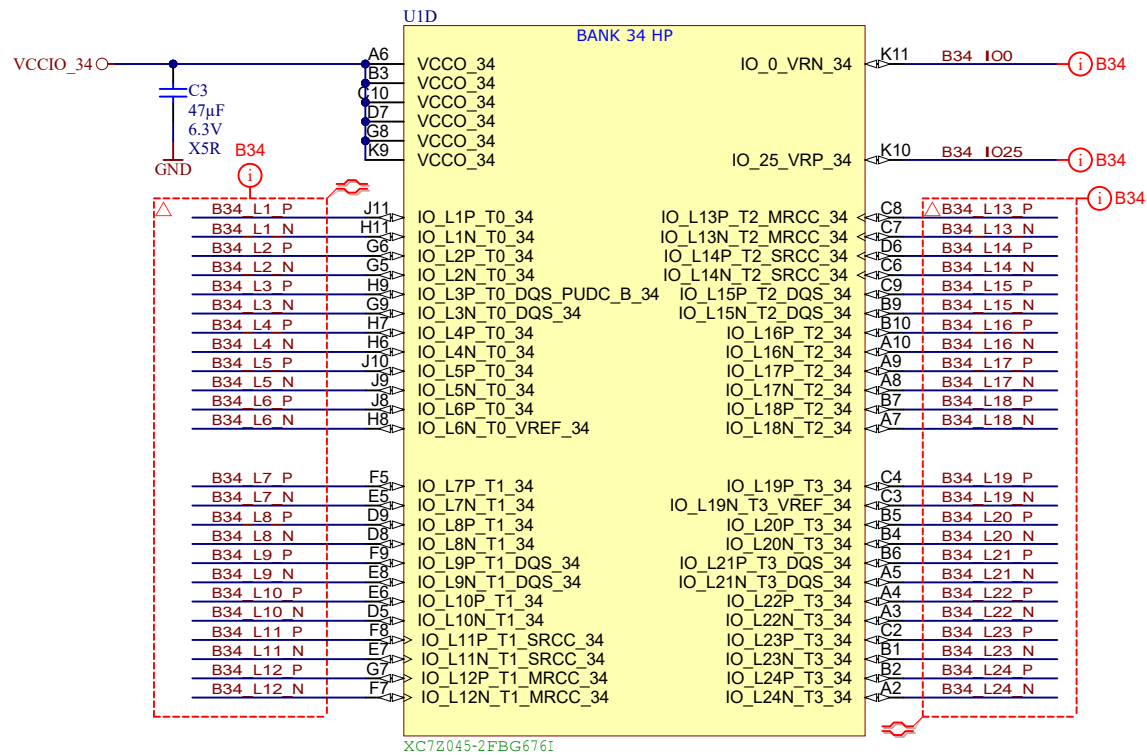 U1D
BANK 34 HP
VCCIO_34 A6 VCCO_34 IO_0_VRN_34 K11 B34_IO0 i B34
B3 VCCO_34
C3 C10 VCCO_34
47µF D7 VCCO_34
6.3V G8 VCCO_34
X5R K9 VCCO_34 IO_25_VRP_34 K10 B34_IO25 i B34
GND
B34 i
i B34
B34_L1_P J11 IO_L1P_T0_34 IO_L13P_T2_MRCC_34 C8 B34_L13_P
B34_L1_N H11 IO_L1N_T0_34 IO_L13N_T2_MRCC_34 C7 B34_L13_N
B34_L2_P G6 IO_L2P_T0_34 IO_L14P_T2_SRCC_34 D6 B34_L14_P
B34_L2_N G5 IO_L2N_T0_34 IO_L14N_T2_SRCC_34 C6 B34_L14_N
B34_L3_P H9 IO_L3P_T0_DQS_PUDC_B_34 IO_L15P_T2_DQS_34 C9 B34_L15_P
B34_L3_N G9 IO_L3N_T0_DQS_34 IO_L15N_T2_DQS_34 B9 B34_L15_N
B34_L4_P H7 IO_L4P_T0_34 IO_L16P_T2_34 B10 B34_L16_P
B34_L4_N H6 IO_L4N_T0_34 IO_L16N_T2_34 A10 B34_L16_N
B34_L5_P J10 IO_L5P_T0_34 IO_L17P_T2_34 A9 B34_L17_P
B34_L5_N J9 IO_L5N_T0_34 IO_L17N_T2_34 A8 B34_L17_N
B34_L6_P J8 IO_L6P_T0_34 IO_L18P_T2_34 B7 B34_L18_P
B34_L6_N H8 IO_L6N_T0_VREF_34 IO_L18N_T2_34 A7 B34_L18_N
B34_L7_P F5 IO_L7P_T1_34 IO_L19P_T3_34 C4 B34_L19_P
B34_L7_N E5 IO_L7N_T1_34 IO_L19N_T3_VREF_34 C3 B34_L19_N
B34_L8_P D9 IO_L8P_T1_34 IO_L20P_T3_34 B5 B34_L20_P
B34_L8_N D8 IO_L8N_T1_34 IO_L20N_T3_34 B4 B34_L20_N
B34_L9_P F9 IO_L9P_T1_DQS_34 IO_L21P_T3_DQS_34 B6 B34_L21_P
B34_L9_N E8 IO_L9N_T1_DQS_34 IO_L21N_T3_DQS_34 A5 B34_L21_N
B34_L10_P E6 IO_L10P_T1_34 IO_L22P_T3_34 A4 B34_L22_P
B34_L10_N D5 IO_L10N_T1_34 IO_L22N_T3_34 A3 B34_L22_N
B34_L11_P F8 IO_L11P_T1_SRCC_34 IO_L23P_T3_34 C2 B34_L23_P
B34_L11_N E7 IO_L11N_T1_SRCC_34 IO_L23N_T3_34 B1 B34_L23_N
B34_L12_P G7 IO_L12P_T1_MRCC_34 IO_L24P_T3_34 B2 B34_L24_P
B34_L12_N F7 IO_L12N_T1_MRCC_34 IO_L24N_T3_34 A2 B34_L24_N
XC7Z045-2FBG676I